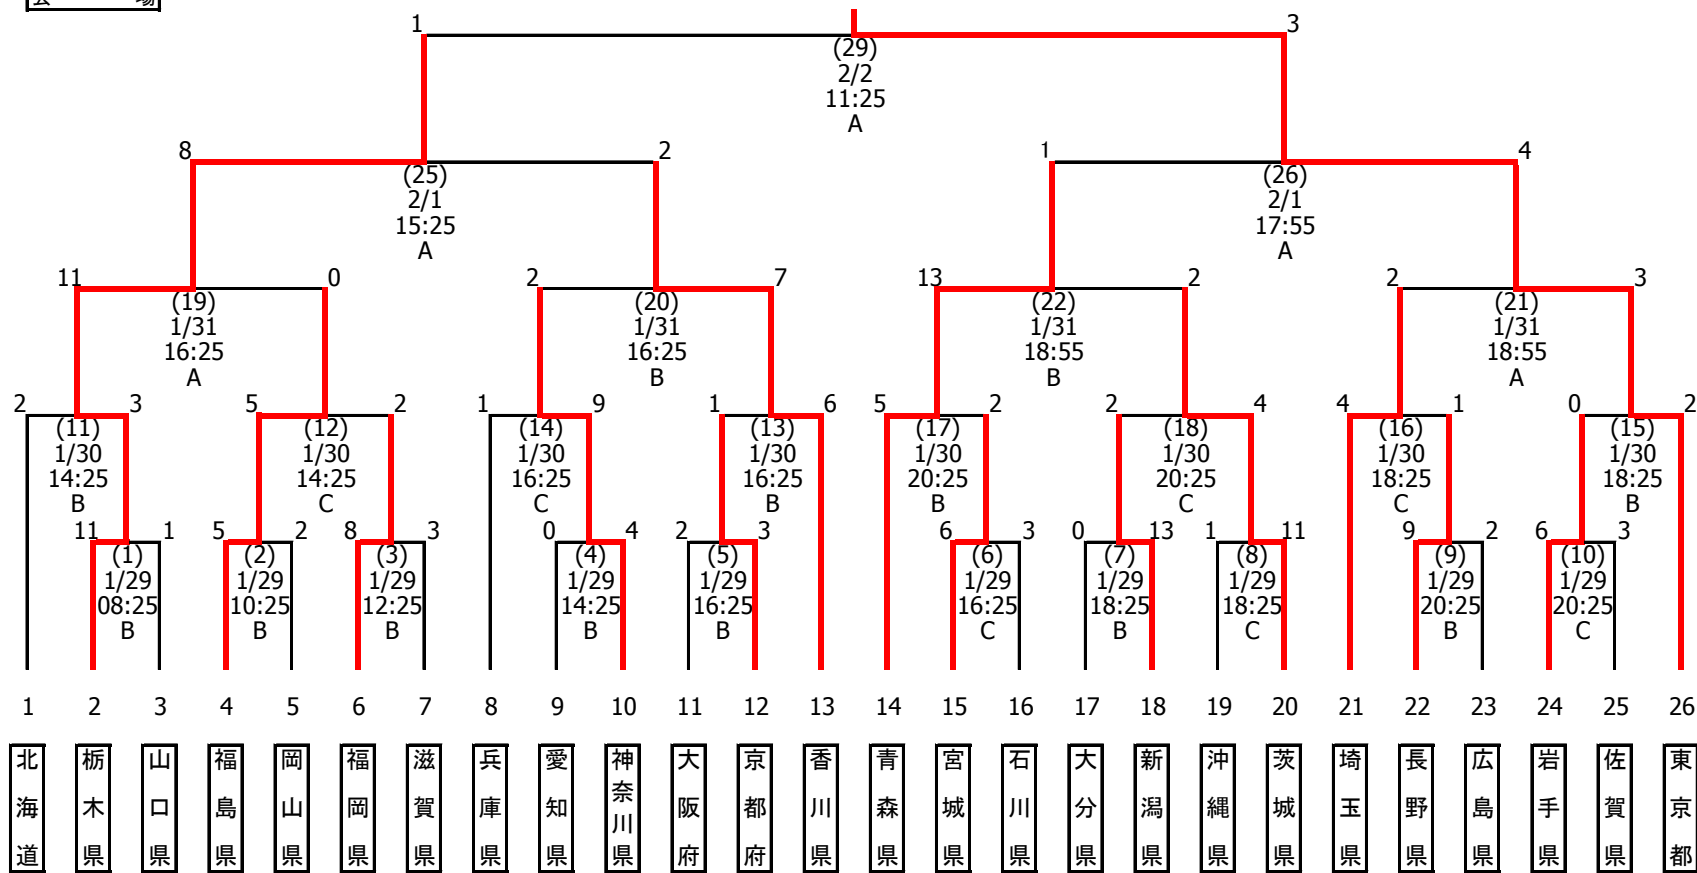 会 場
1 3
(29)
2/2
11:25
A
8 2 1 4
(25) (26)
2/1 2/1
15:25 17:55
A A
11 0 2 7 13 2 2 3
(19) (20) (22) (21)
1/31 1/31 1/31 1/31
16:25 16:25 18:55 18:55
A B B A
2 3 5 2 1 9 1 6 5 2 2 4 4 1 0 2
(11) (12) (14) (13) (17) (18) (16) (15)
1/30 1/30 1/30 1/30 1/30 1/30 1/30 1/30
14:25 14:25 16:25 16:25 20:25 20:25 18:25 18:25
B C C B B C C B
11 1 5 2 8 3 0 4 2 3 6 3 0 13 1 11 9 2 6 3
(1) (2) (3) (4) (5) (6) (7) (8) (9) (10)
1/29 1/29 1/29 1/29 1/29 1/29 1/29 1/29 1/29 1/29
08:25 10:25 12:25 14:25 16:25 16:25 18:25 18:25 20:25 20:25
B B B B B C B C B C
1 2 3 4 5 6 7 8 9 10 11 12 13 14 15 16 17 18 19 20 21 22 23 24 25 26
北海道 栃木県 山口県 福島県 岡山県 福岡県 滋賀県 兵庫県 愛知県 神奈川県 大阪府 京都府 香川県 青森県 宮城県 石川県 大分県 新潟県 沖縄県 茨城県 埼玉県 長野県 広島県 岩手県 佐賀県 東京都